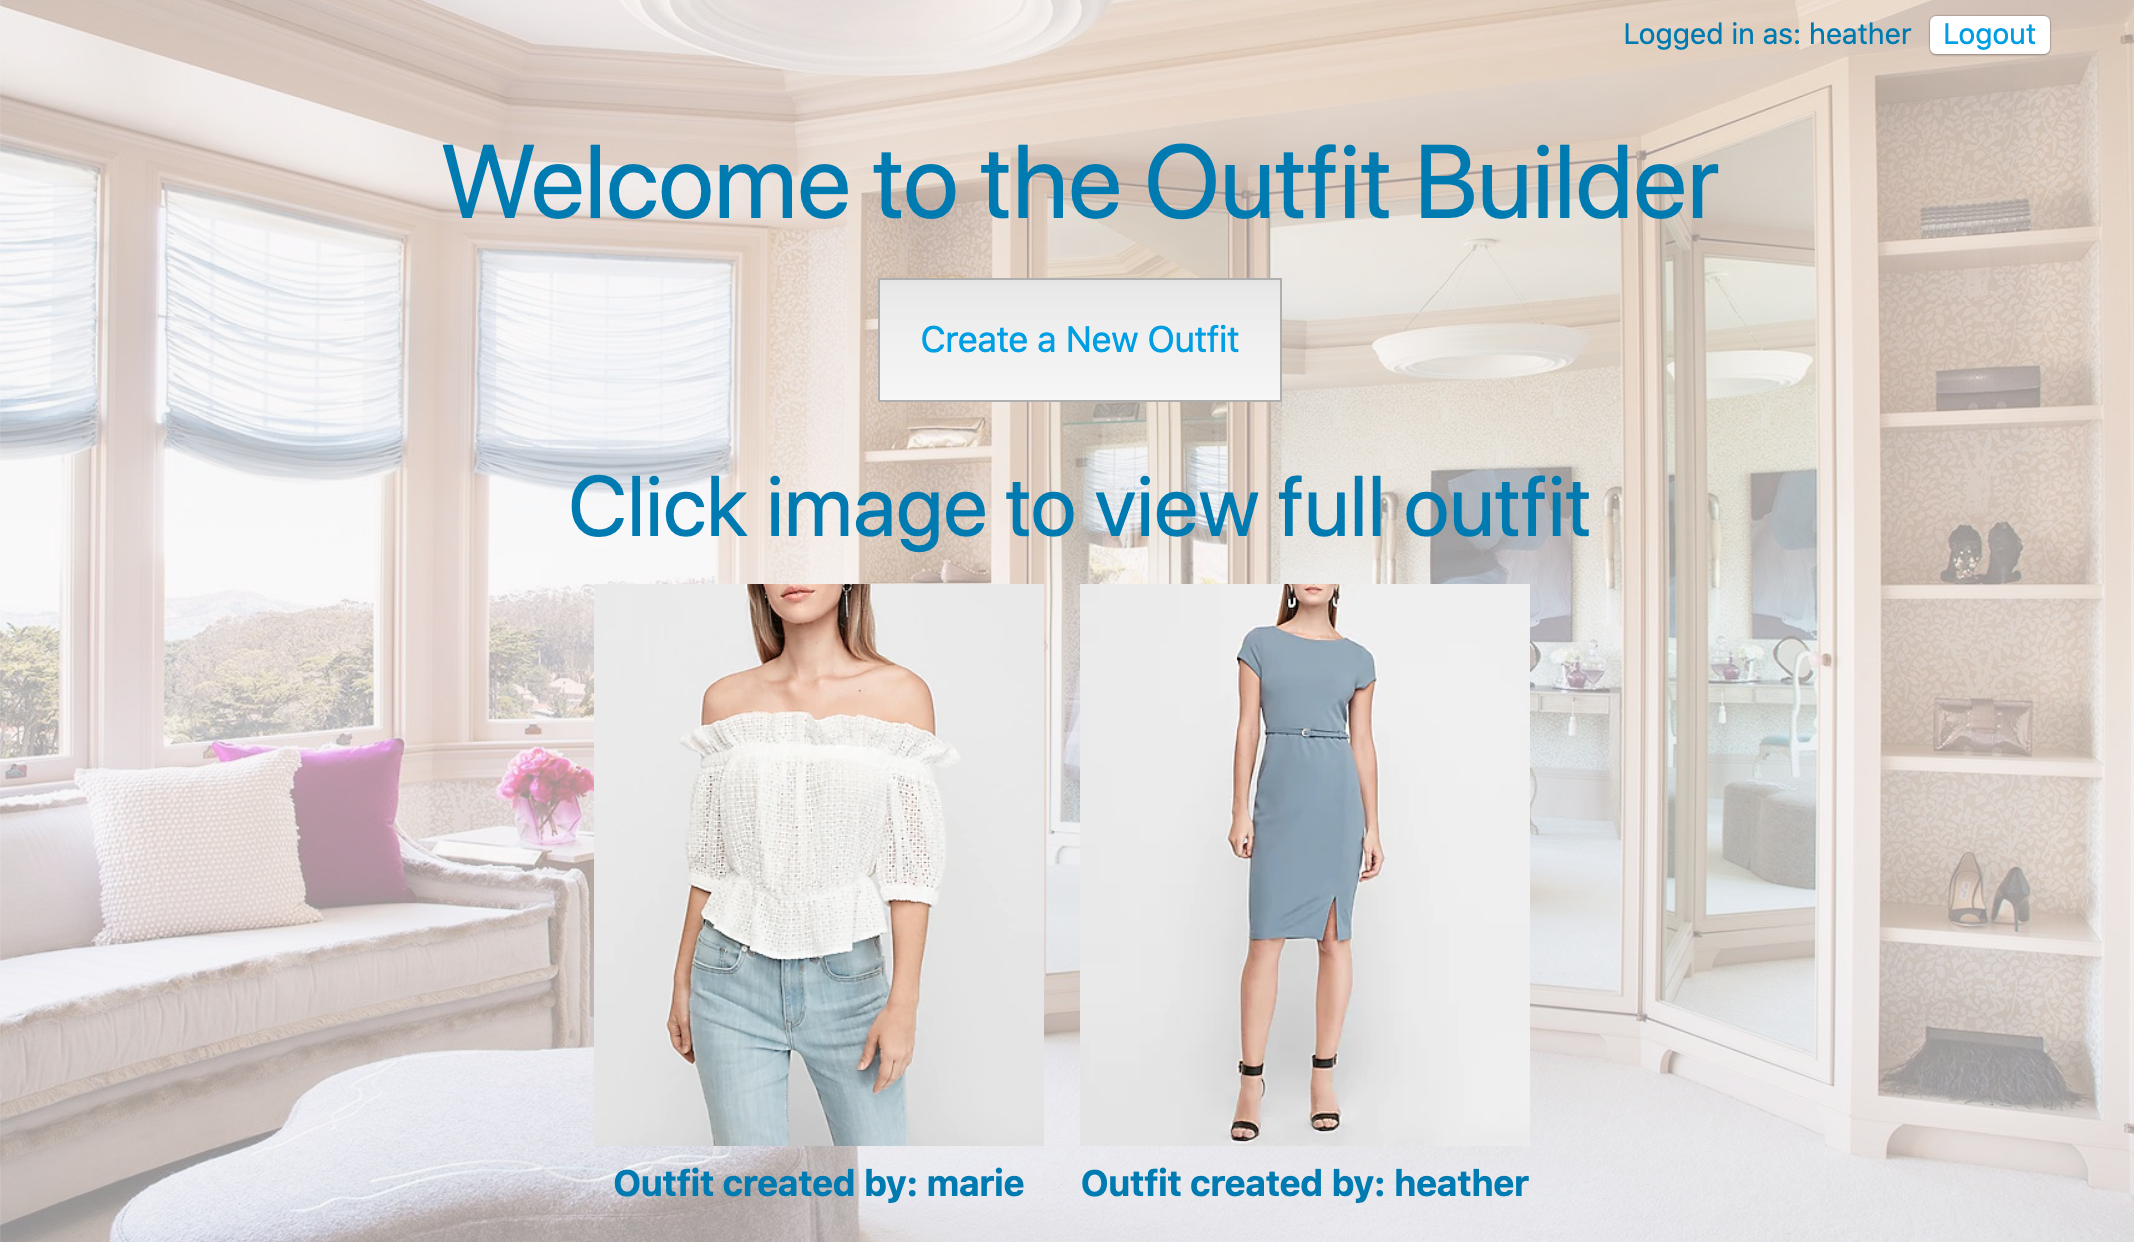 Logged in as: heather Logout
Welcome to the Outfit Builder
Create a New Outfit
Click image to view full outfit
Outfit created by: marie
Outfit created by: heather